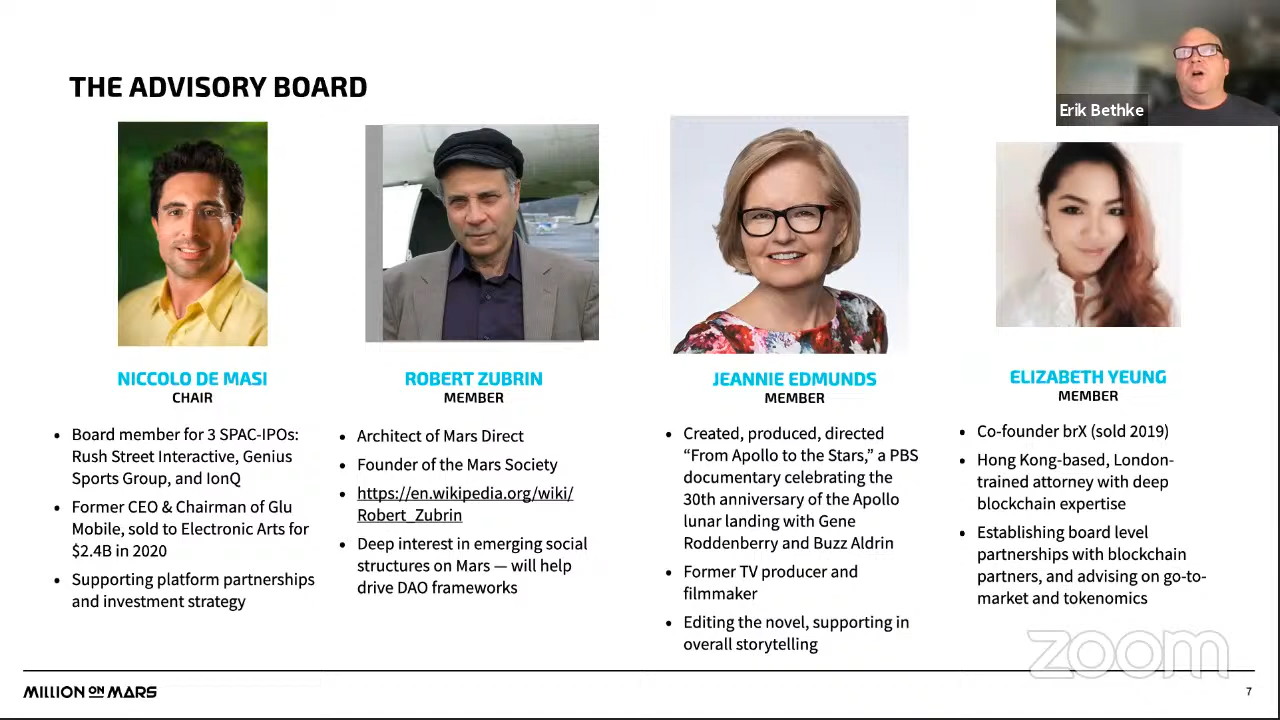 THE ADVISORY BOARD
Erik Bethke
NICCOLO DE MASI
CHAIR
• Board member for 3 SPAC-IPOs:
Rush Street Interactive, Genius
Sports Group, and IonQ
• Former CEO & Chairman of Glu
Mobile, sold to Electronic Arts for
$2.4B in 2020
• Supporting platform partnerships
and investment strategy
ROBERT ZUBRIN
MEMBER
• Architect of Mars Direct
• Founder of the Mars Society
• https://en.wikipedia.org/wiki/
Robert_Zubrin
• Deep interest in emerging social
structures on Mars — will help
drive DAO frameworks
JEANNIE EDMUNDS
MEMBER
• Created, produced, directed
“From Apollo to the Stars,” a PBS
documentary celebrating the
30th anniversary of the Apollo
lunar landing with Gene
Roddenberry and Buzz Aldrin
• Former TV producer and
filmmaker
• Editing the novel, supporting in
overall storytelling
ELIZABETH YEUNG
MEMBER
• Co-founder brX (sold 2019)
• Hong Kong-based, London-
trained attorney with deep
blockchain expertise
• Establishing board level
partnerships with blockchain
partners, and advising on go-to-
market and tokenomics
zoom
MILLION ON MARS
7